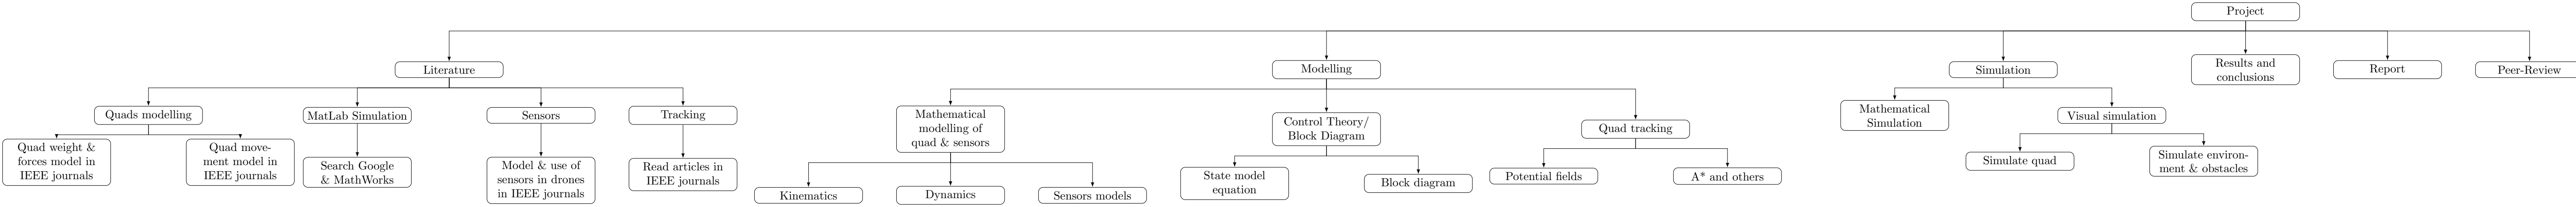 Project
Literature
Modelling
Simulation
Results and
conclusions
Report
Peer-Review
Quads modelling
MatLab Simulation
Sensors
Tracking
Mathematical
modelling of
quad & sensors
Control Theory/
Block Diagram
Quad tracking
Mathematical
Simulation
Visual simulation
Quad weight &
forces model in
IEEE journals
Quad move-
ment model in
IEEE journals
Search Google
& MathWorks
Model & use of
sensors in drones
in IEEE journals
Read articles in
IEEE journals
Kinematics
Dynamics
Sensors models
State model
equation
Block diagram
Potential fields
A* and others
Simulate quad
Simulate environ-
ment & obstacles